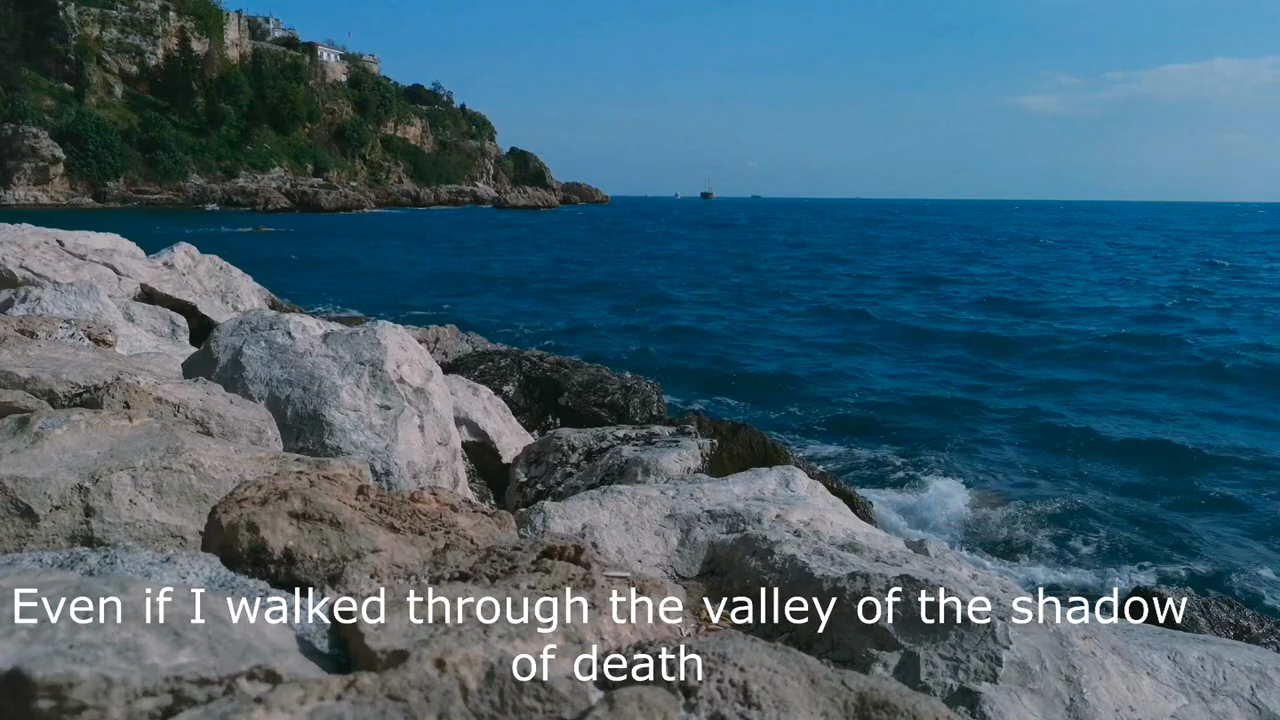 Even if I walked through the valley of the shadow
of death